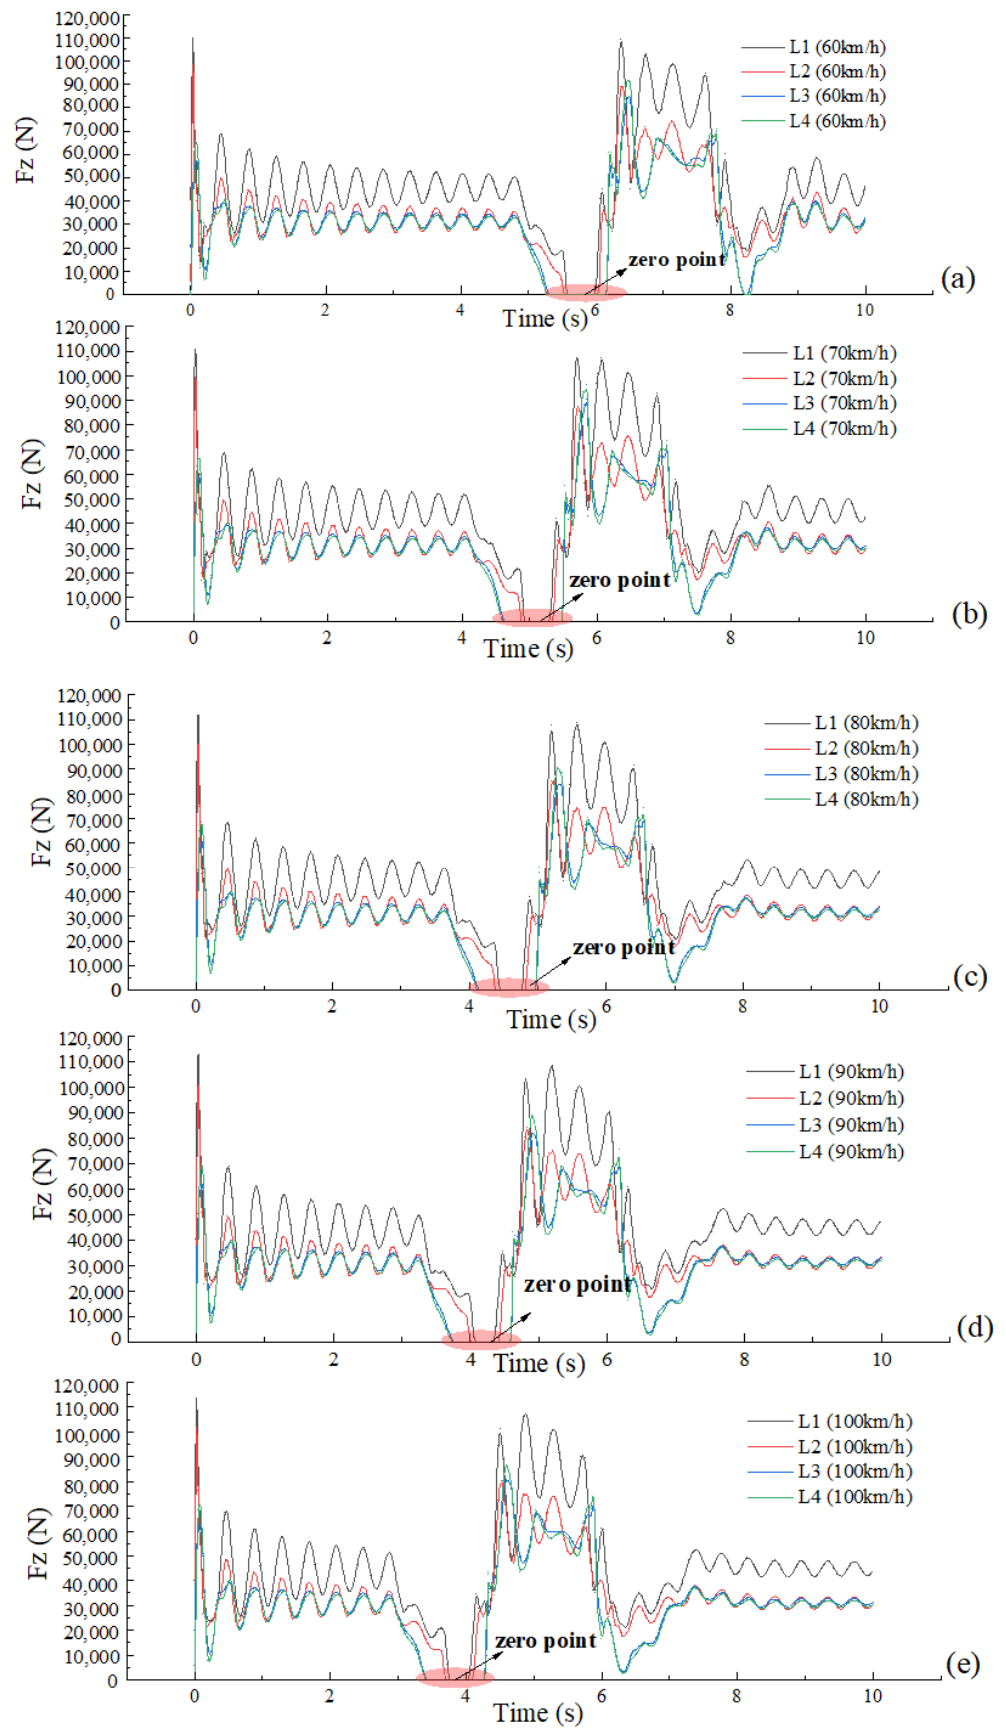 120,000
110,000
100,000
90,000
80,000
70,000
60,000
50,000
40,000
30,000
20,000
10,000
0
Fz (N)
L1 (60km/h)
L2 (60km/h)
L3 (60km/h)
L4 (60km/h)
zero point
(a)
0 2 4 6 8 10
Time (s)
120,000
110,000
100,000
90,000
80,000
70,000
60,000
50,000
40,000
30,000
20,000
10,000
0
Fz (N)
L1 (70km/h)
L2 (70km/h)
L3 (70km/h)
L4 (70km/h)
zero point
(b)
0 2 4 6 8 10
Time (s)
120,000
110,000
100,000
90,000
80,000
70,000
60,000
50,000
40,000
30,000
20,000
10,000
0
Fz (N)
L1 (80km/h)
L2 (80km/h)
L3 (80km/h)
L4 (80km/h)
zero point
(c)
0 2 4 6 8 10
Time (s)
120,000
110,000
100,000
90,000
80,000
70,000
60,000
50,000
40,000
30,000
20,000
10,000
0
Fz (N)
L1 (90km/h)
L2 (90km/h)
L3 (90km/h)
L4 (90km/h)
zero point
(d)
0 2 4 6 8 10
Time (s)
120,000
110,000
100,000
90,000
80,000
70,000
60,000
50,000
40,000
30,000
20,000
10,000
0
Fz (N)
L1 (100km/h)
L2 (100km/h)
L3 (100km/h)
L4 (100km/h)
zero point
(e)
0 2 4 6 8 10
Time (s)